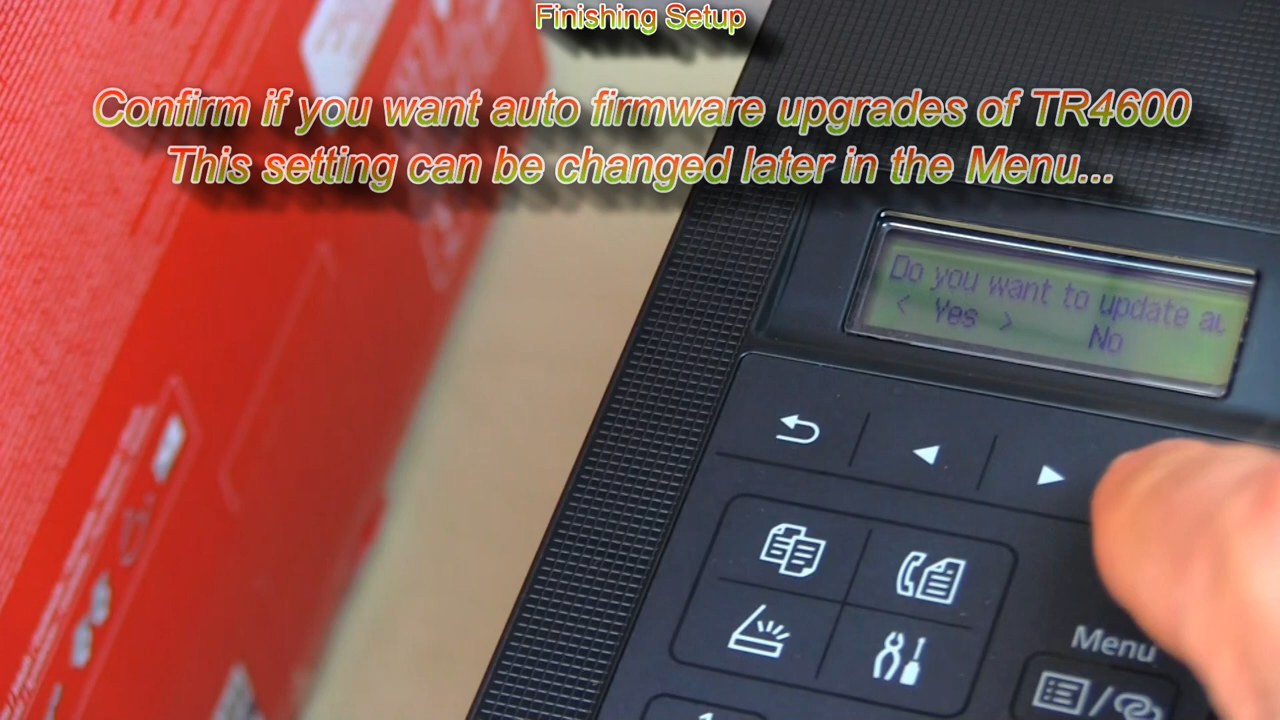 Finishing Setup
Confirm if you want auto firmware upgrades of TR4600
This setting can be changed later in the Menu...
Do you want to update au
< Yes > No
Menu